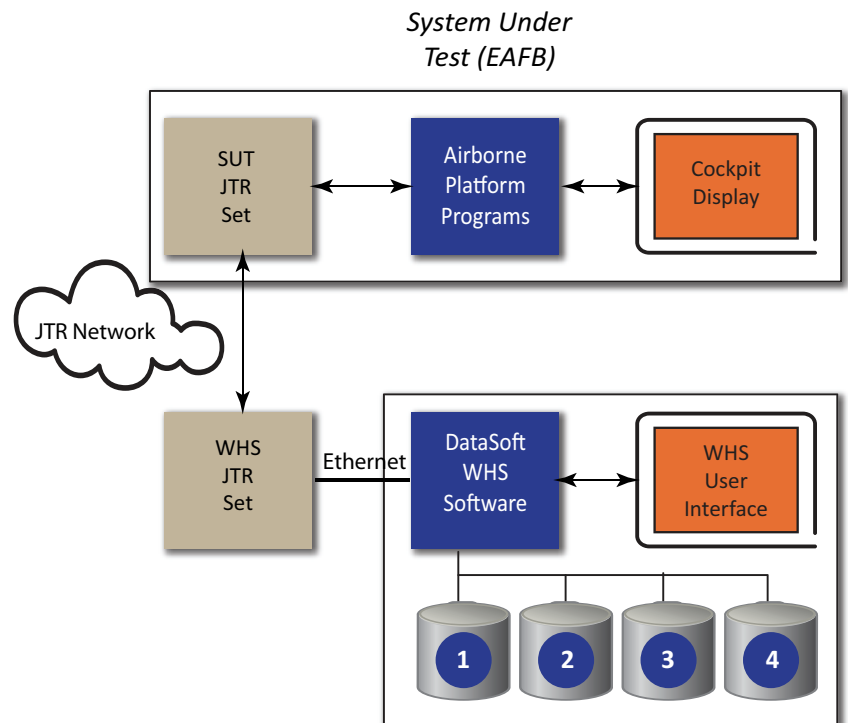 System Under
Test (EAFB)
SUT
JTR
Set
Airborne
Platform
Programs
Cockpit
Display
JTR Network
WHS
JTR
Set
Ethernet
DataSoft
WHS
Software
WHS
User
Interface
1
2
3
4